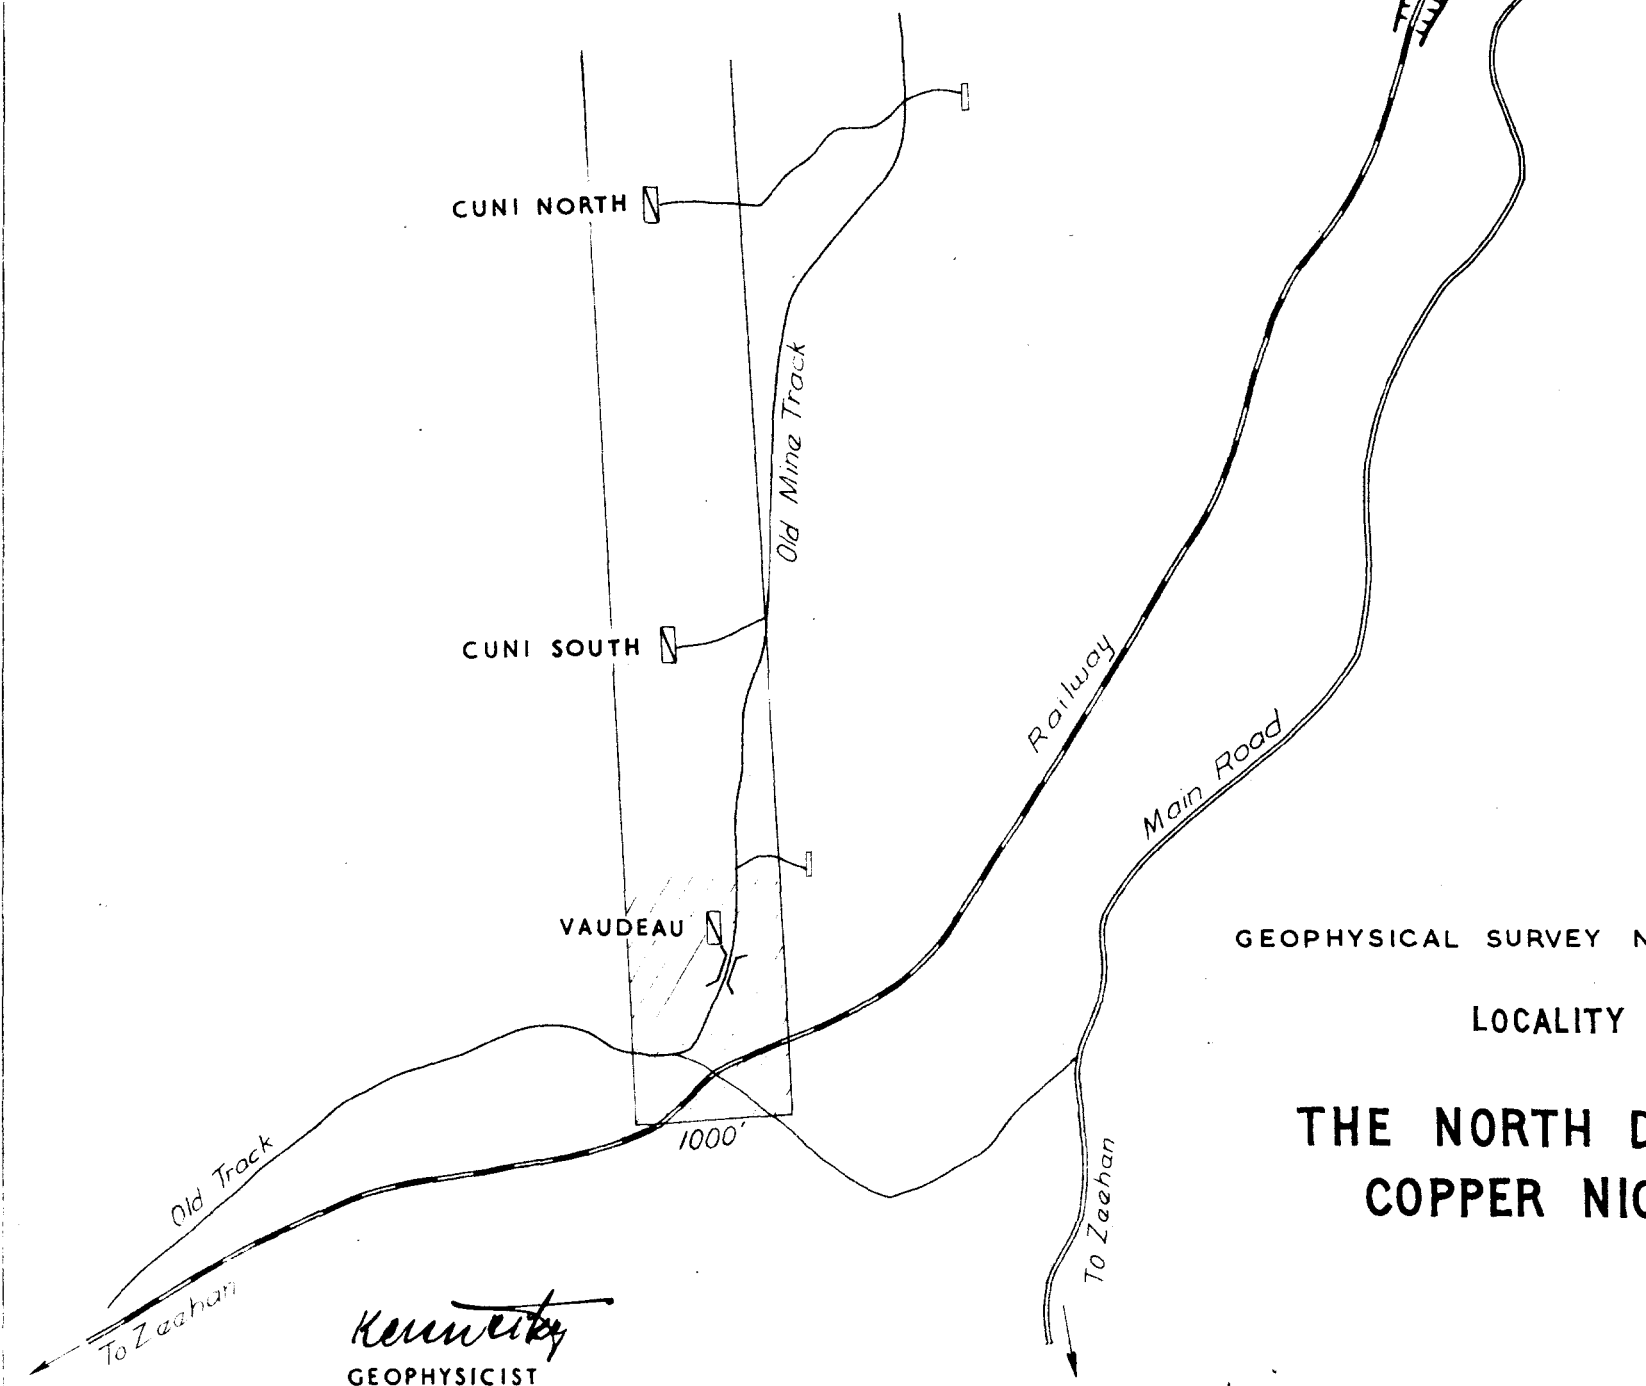 CUNI NORTH
Old Mine Track
CUNI SOUTH
Railway
Main Road
VAUDEAU
GEOPHYSICAL SURVEY N
LOCALITY
THE NORTH D
COPPER NIC
1000'
Old Track
To Zeehan
To Zeehan
GEOPHYSICIST